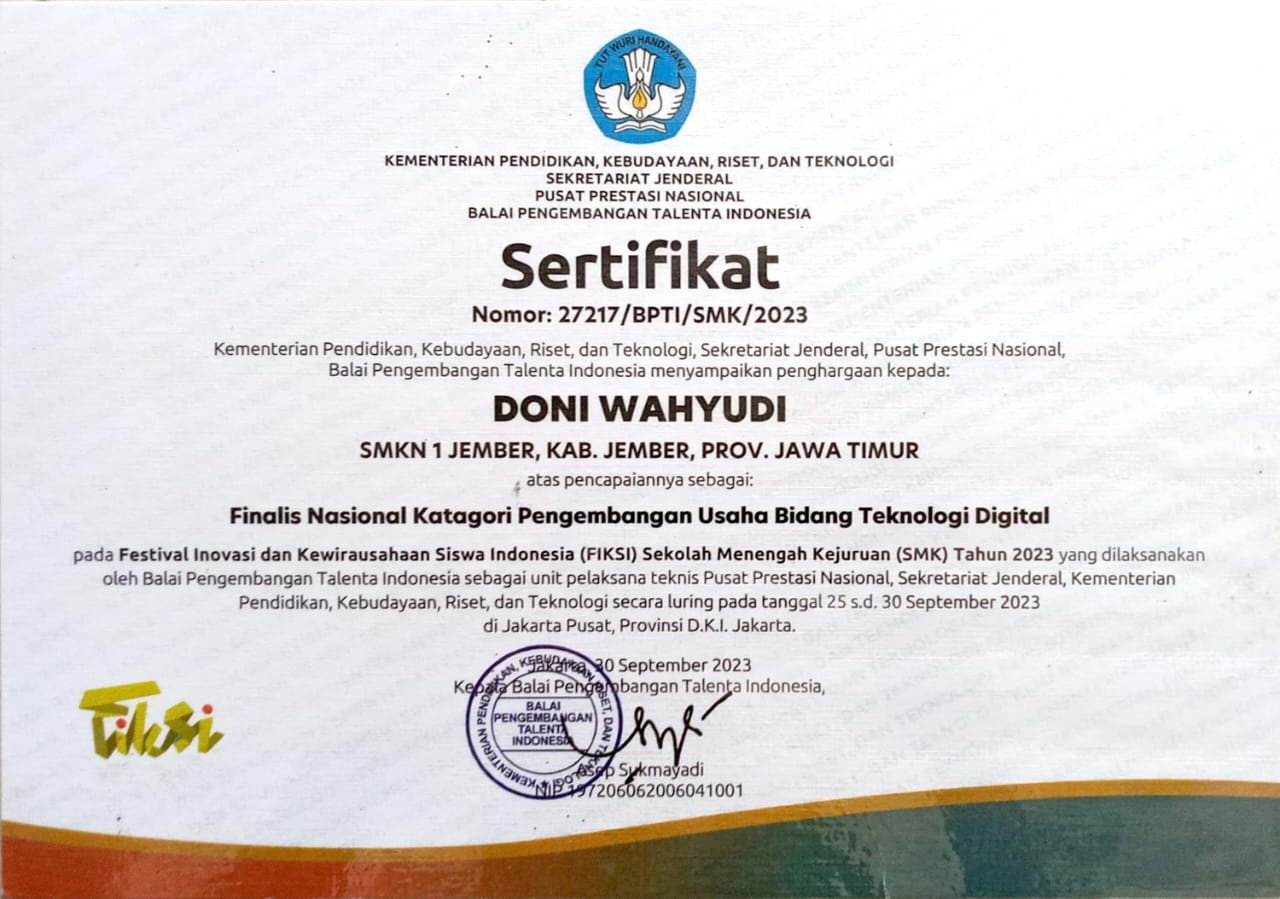 TUT WURI HANDAYANI
KEMENTERIAN PENDIDIKAN, KEBUDAYAAN, RISET, DAN TEKNOLOGI
SEKRETARIAT JENDERAL
PUSAT PRESTASI NASIONAL
BALAI PENGEMBANGAN TALENTA INDONESIA
Sertifikat
Nomor: 27217/BPTI/SMK/2023
Kementerian Pendidikan, Kebudayaan, Riset, dan Teknologi, Sekretariat Jenderal, Pusat Prestasi Nasional,
Balai Pengembangan Talenta Indonesia menyampaikan penghargaan kepada:
DONI WAHYUDI
SMKN 1 JEMBER, KAB. JEMBER, PROV. JAWA TIMUR
atas pencapaiannya sebagai:
Finalis Nasional Katagori Pengembangan Usaha Bidang Teknologi Digital
pada Festival Inovasi dan Kewirausahaan Siswa Indonesia (FIKSI) Sekolah Menengah Kejuruan (SMK) Tahun 2023 yang dilaksanakan
oleh Balai Pengembangan Talenta Indonesia sebagai unit pelaksana teknis Pusat Prestasi Nasional, Sekretariat Jenderal, Kementerian
Pendidikan, Kebudayaan, Riset, dan Teknologi secara luring pada tanggal 25 s.d. 30 September 2023
di Jakarta Pusat, Provinsi D.K.I. Jakarta.
Jakarta, 30 September 2023
Kepala Balai Pengembangan Talenta Indonesia,
KEMENTERIAN PENDIDIKAN, KEBUDAYAAN, RISET, DAN TEKNOLOGI
BALAI
PENGEMBANGAN
TALENTA
INDONESIA
Fiksi
Asep Sukmayadi
NIP 197206062006041001